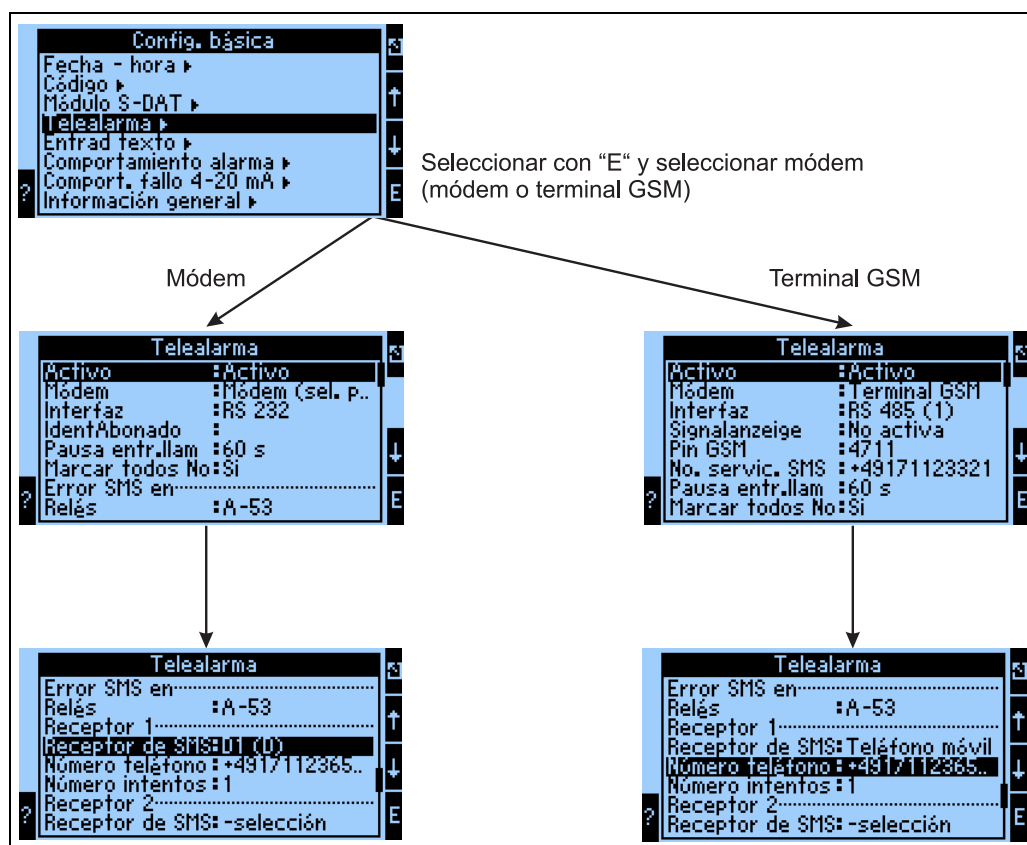 Config. básica
Fecha - hora
Código
Módulo S-DAT
Telealarma
Entrad texto
Comportamiento alarma
Comport. fallo 4-20 mA
Información general
?
E
Seleccionar con “E“ y seleccionar módem
(módem o terminal GSM)
Módem
Terminal GSM
Telealarma
Activo :Activo
Módem :Módem (sel. p..
Interfaz :RS 232
IdentAbonado :
Pausa entr.llam :60 s
Marcar todos No:Si
Error SMS en
Relés :A-53
?
E
Telealarma
Activo :Activo
Módem :Terminal GSM
Interfaz :RS 485 (1)
Signalanzeige :No activa
Pin GSM :4711
No. servic. SMS :+49171123321
Pausa entr.llam :60 s
Marcar todos No:Si
?
E
Telealarma
Error SMS en
Relés :A-53
Receptor 1
Receptor de SMS:D1 (D)
Número teléfono :+4917112365..
Número intentos :1
Receptor 2
Receptor de SMS:-selección
?
E
Telealarma
Error SMS en
Relés :A-53
Receptor 1
Receptor de SMS:Teléfono móvil
Número teléfono :+4917112365..
Número intentos :1
Receptor 2
Receptor de SMS:-selección
?
E